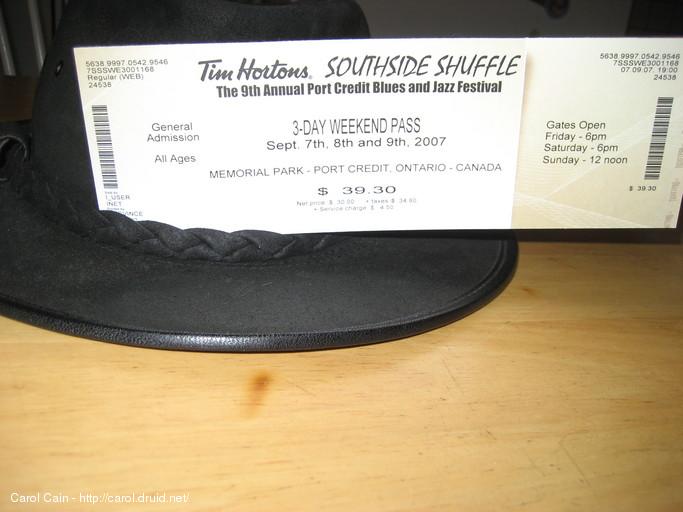 5638 9997 0542 9546
7SSSWE3001168
Regular (WEB)
24538
Tim Hortons. SOUTHSIDE SHUFFLE
The 9th Annual Port Credit Blues and Jazz Festival
General
Admission
All Ages
3-DAY WEEKEND PASS
Sept. 7th, 8th and 9th, 2007
MEMORIAL PARK - PORT CREDIT, ONTARIO - CANADA
$ 39.30
Net price $ 30.00 + taxes $ 34.80
+ Service charge $ 4.50
I_USER
INET
5638 9997 0542 9546
7SSSWE3001168
07.09.07, 19:00
24538
Gates Open
Friday - 6pm
Saturday - 6pm
Sunday - 12 noon
$ 39.30
Carol Cain - http://carol.druid.net/